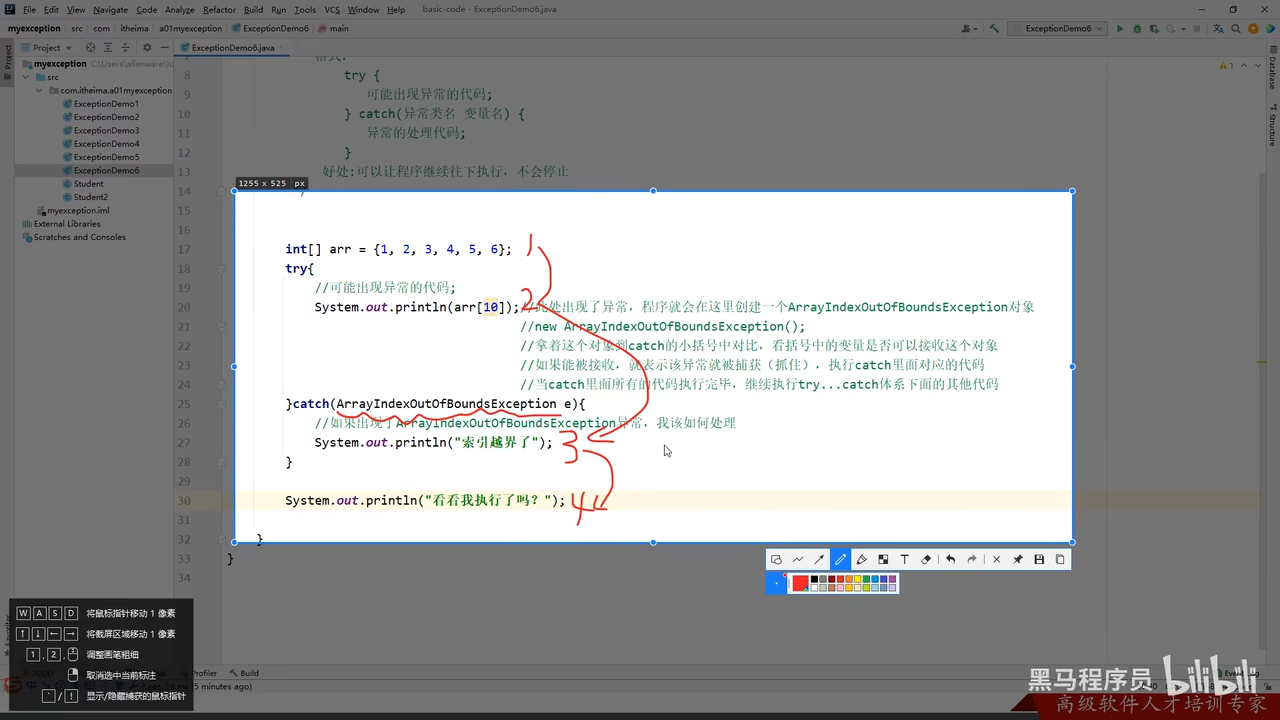 File Edit View Navigate Code Analyze Refactor Build Run Tools VCS Window Help basic-code - ExceptionDemo6.java
myexception src com itheima a01myexception ExceptionDemo6 main
ExceptionDemo6
Project
ExceptionDemo6.java
Project
Database
Structure
myexception
src
com.itheima.a01myexception
ExceptionDemo1
ExceptionDemo2
ExceptionDemo3
ExceptionDemo4
ExceptionDemo5
ExceptionDemo6
Student
Student2
myexception.iml
External Libraries
Scratches and Consoles
1
8 try {
9 可能出现异常的代码;
10 } catch(异常类名 变量名) {
11 异常的处理代码;
12 }
13 好处:可以让程序继续往下执行,不会停止
1255 x 525 px
14
15
16
17 int[] arr = {1, 2, 3, 4, 5, 6}; 1
18 try{
19 //可能出现异常的代码;
20 System.out.println(arr[10]); 2 //此处出现了异常,程序就会在这里创建一个ArrayIndexOutOfBoundsException对象
21 //new ArrayIndexOutOfBoundsException();
22 //拿着这个对象到catch的小括号中对比,看括号中的变量是否可以接收这个对象
23 //如果能被接收,就表示该异常就被捕获(抓住),执行catch里面对应的代码
24 //当catch里面所有的代码执行完毕,继续执行try...catch体系下面的其他代码
25 }catch(ArrayIndexOutOfBoundsException e){
26 //如果出现了ArrayIndexOutOfBoundsException异常,我该如何处理
27 System.out.println("索引越界了"); 3
28 }
29
30 System.out.println("看看我执行了吗?"); 4
31
32 }
33 }
34
W A S D 将鼠标指针移动 1 像素
↑ ↓ ← → 将截屏区域移动 1 像素
1 , 2 , 调整画笔粗细
取消选中当前标注
显示/隐藏捕获的鼠标指针
Profiler Build
5 minutes ago)
黑马程序员 bilibili
高级软件人才培训专家